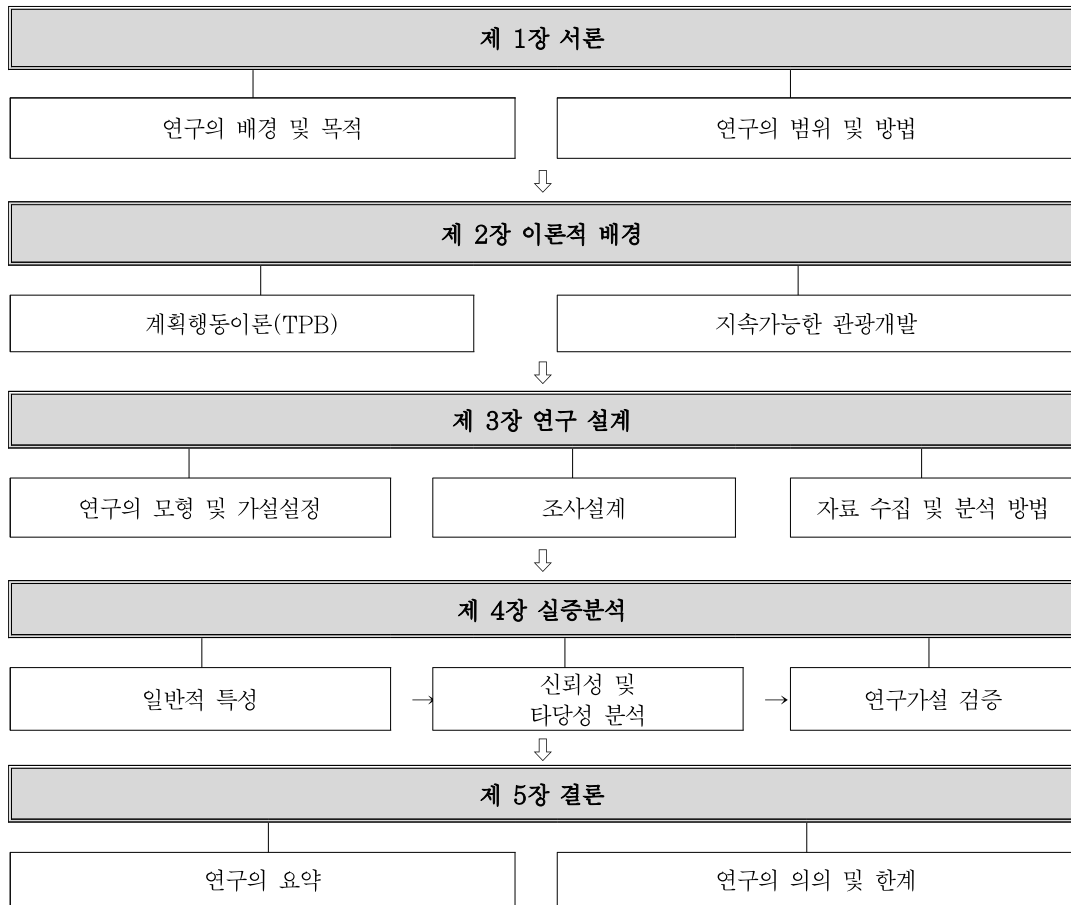 제 1장 서론
연구의 배경 및 목적
연구의 범위 및 방법
⇩
제 2장 이론적 배경
계획행동이론(TPB)
지속가능한 관광개발
⇩
제 3장 연구 설계
연구의 모형 및 가설설정
조사설계
자료 수집 및 분석 방법
⇩
제 4장 실증분석
일반적 특성
→
신뢰성 및
타당성 분석
→
연구가설 검증
⇩
제 5장 결론
연구의 요약
연구의 의의 및 한계